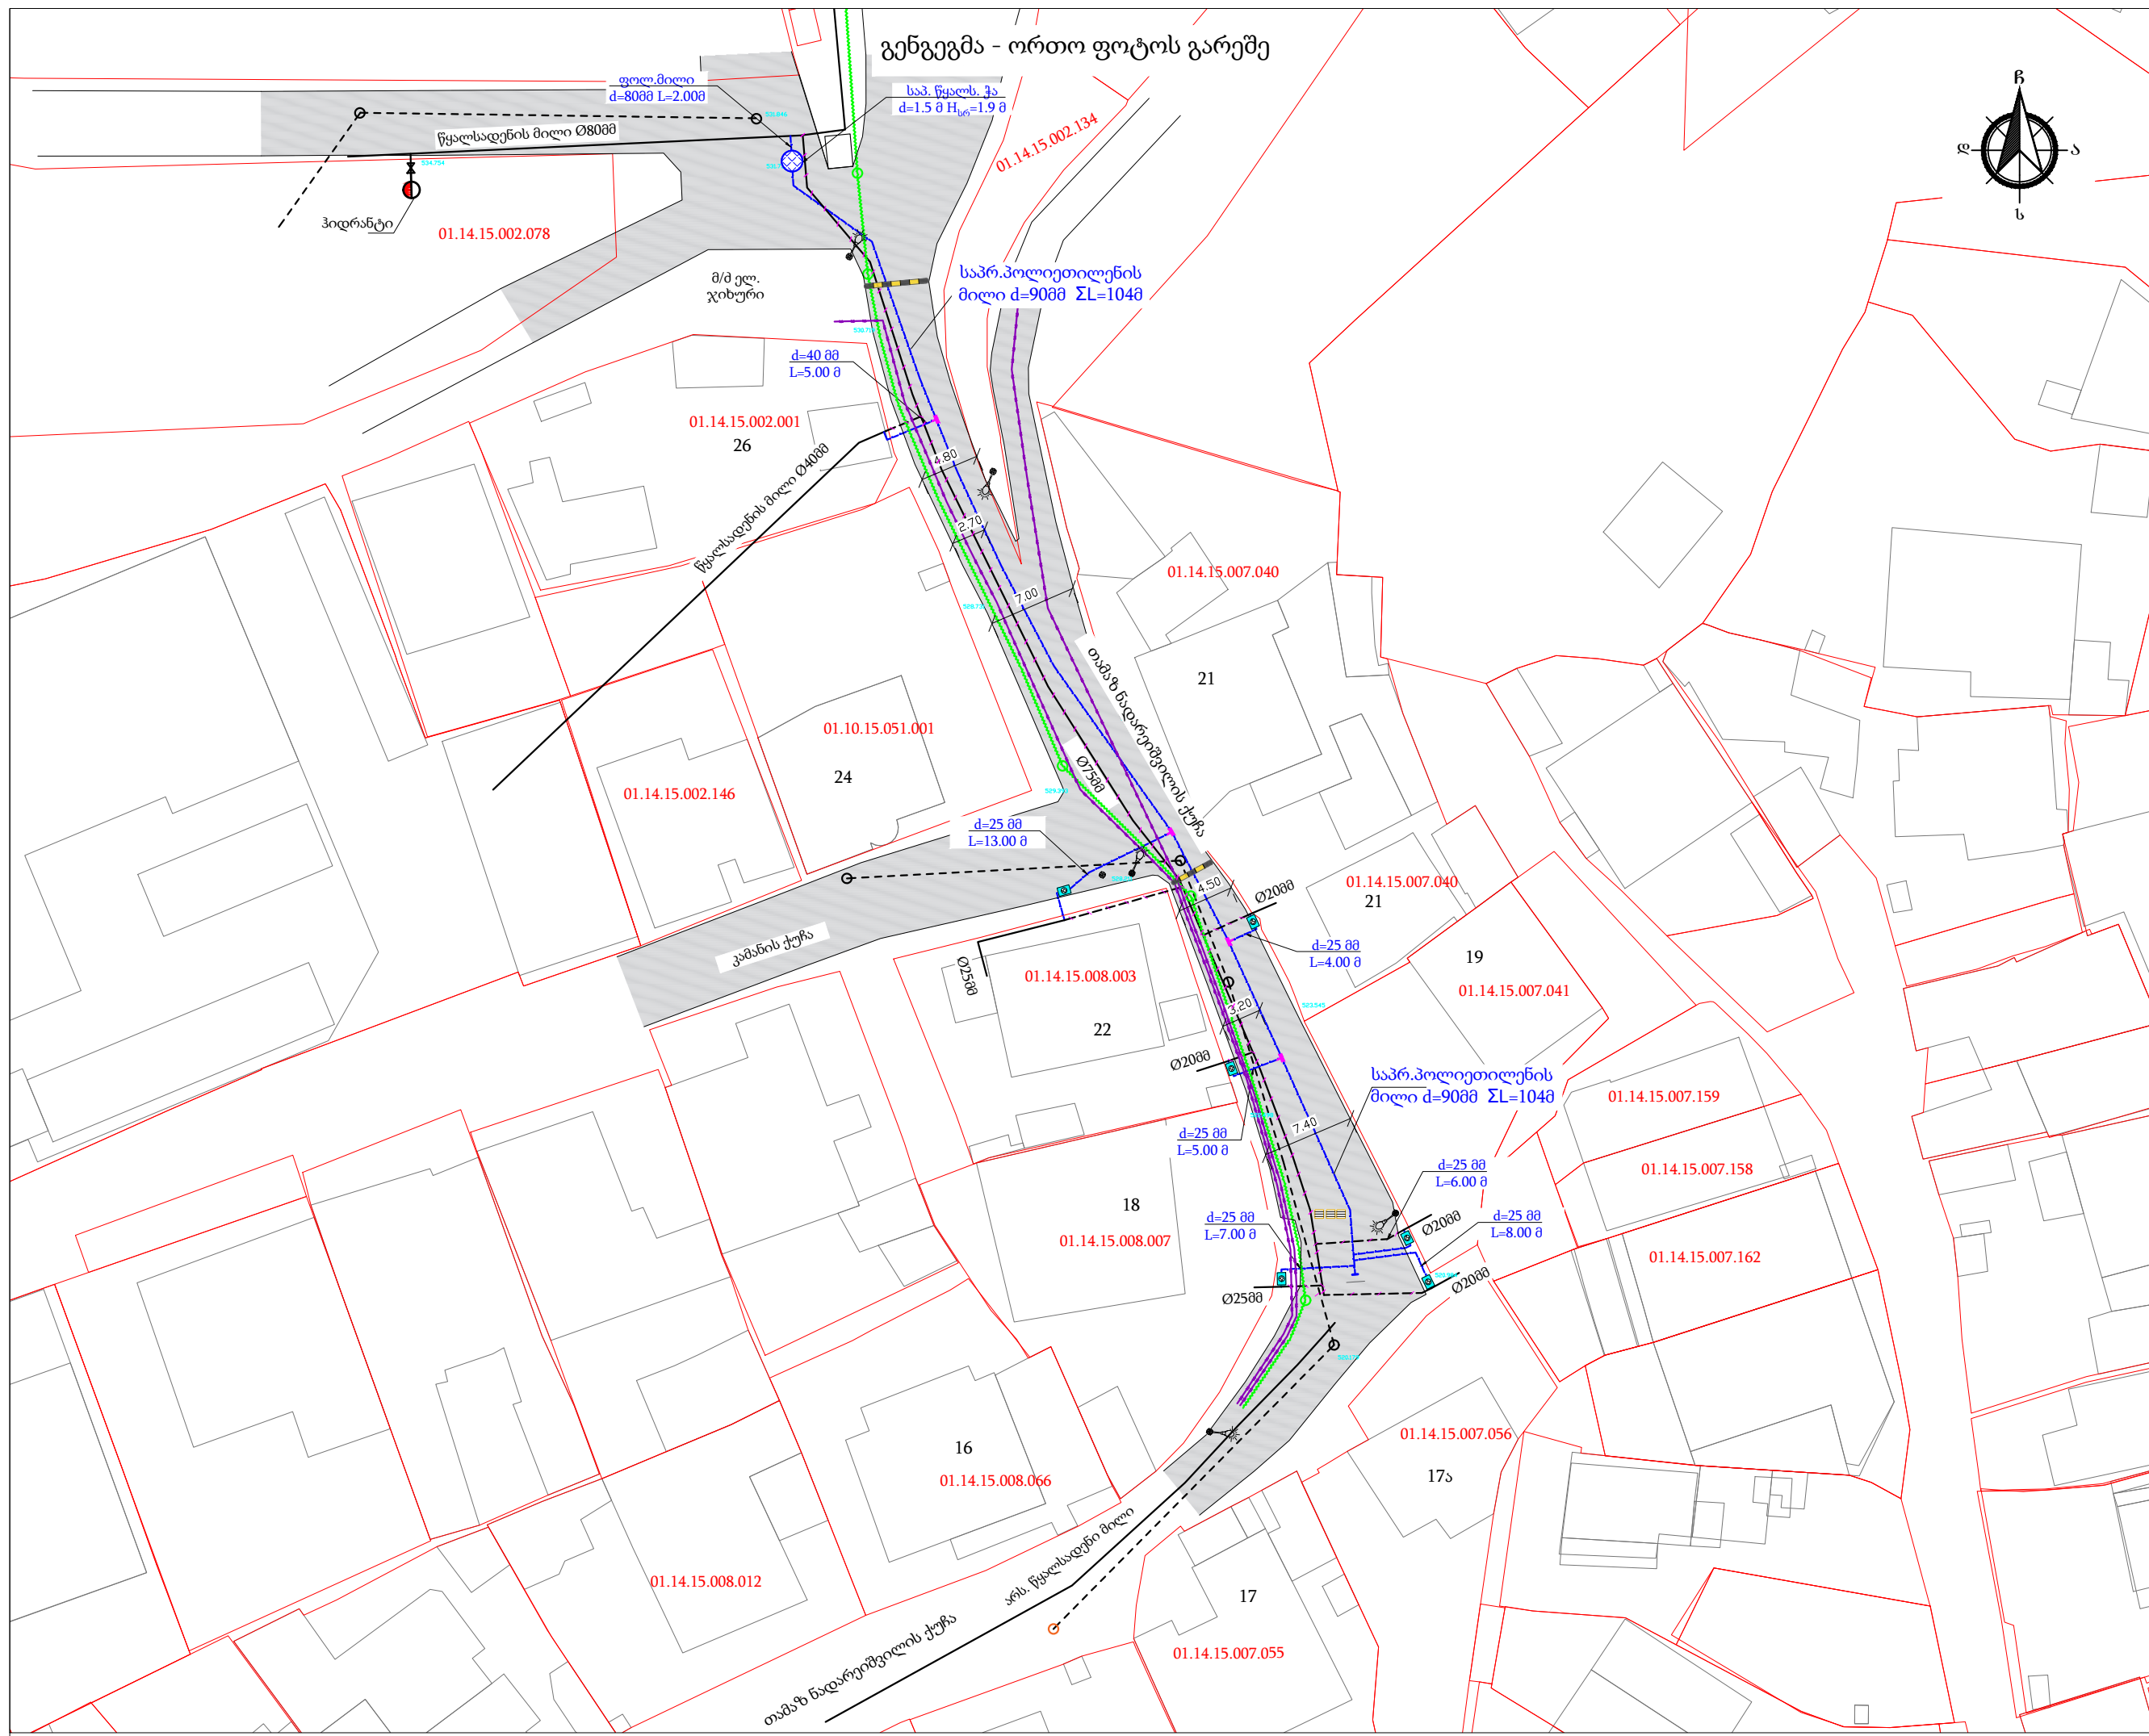 გენგეგმა - ორთო ფოტოს გარეშე
ჩ
დ
ა
ს
ფოლ.მილი
d=80მმ L=2.00მ
საპ. წყალს. ჭა
d=1.5 მ Hსრ=1.9 მ
წყალსადენის მილი Ø80მმ
ჰიდრანტი
01.14.15.002.078
01.14.15.002.134
მ/ძ ელ.
ჯიხური
საპრ.პოლიეთილენის
მილი d=90მმ ΣL=104მ
d=40 მმ
L=5.00 მ
01.14.15.002.001
26
წყალსადენის მილი Ø40მმ
4.80
2.70
7.00
01.14.15.007.040
21
თამაზ ნადარეიშვილის ქუჩა
Ø75მმ
01.10.15.051.001
24
01.14.15.002.146
d=25 მმ
L=13.00 მ
კამანის ქუჩა
4.50
Ø20მმ
01.14.15.007.040
21
d=25 მმ
L=4.00 მ
19
01.14.15.007.041
Ø25მმ
01.14.15.008.003
22
3.20
Ø20მმ
7.40
საპრ.პოლიეთილენის
მილი d=90მმ ΣL=104მ
01.14.15.007.159
d=25 მმ
L=5.00 მ
d=25 მმ
L=6.00 მ
01.14.15.007.158
18
01.14.15.008.007
d=25 მმ
L=7.00 მ
Ø20მმ
d=25 მმ
L=8.00 მ
01.14.15.007.162
Ø25მმ
Ø20მმ
16
01.14.15.008.066
01.14.15.007.056
17ა
არს. წყალსადენი მილი
01.14.15.008.012
17
01.14.15.007.055
თამაზ ნადარეიშვილის ქუჩა